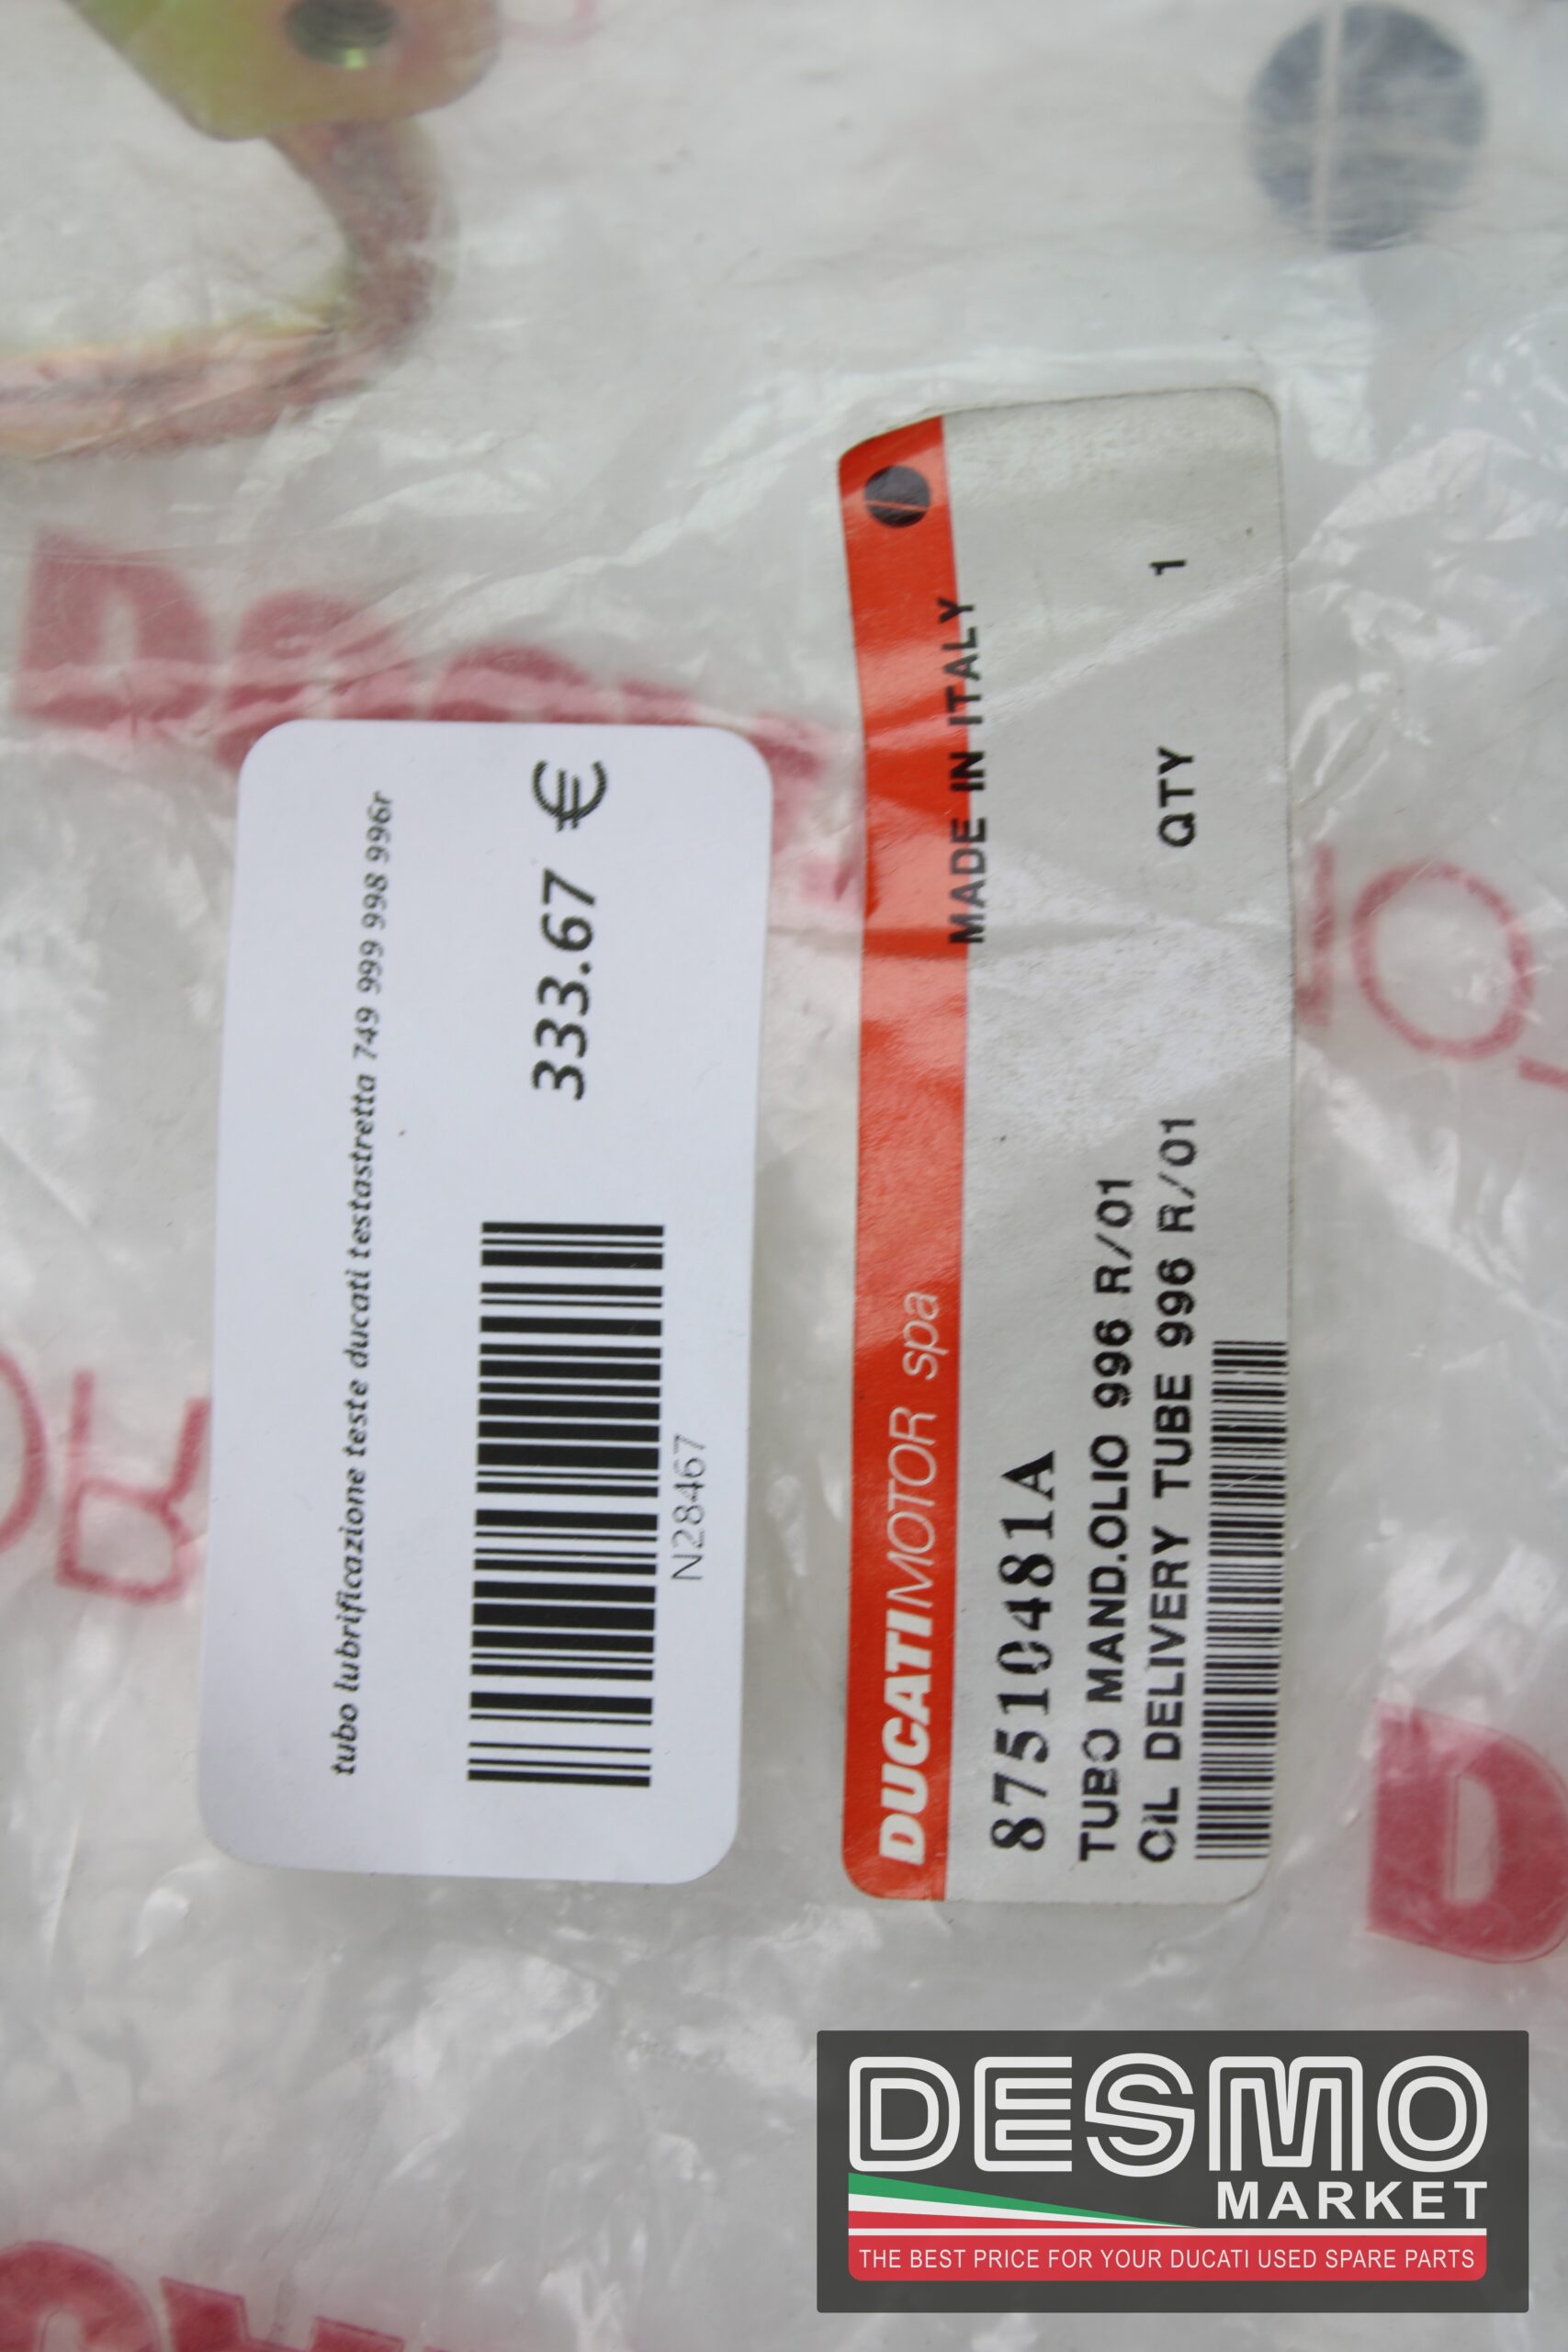 tubo lubrificazione teste ducati testastretta 749 999 998 996r
333.67 €
N28467
DUCATIMOTOR spa
MADE IN ITALY
87510481A
TUBO MAND.OLIO 996 R/01
OIL DELIVERY TUBE 996 R/01
QTY 1
DESMO
MARKET
THE BEST PRICE FOR YOUR DUCATI USED SPARE PARTS